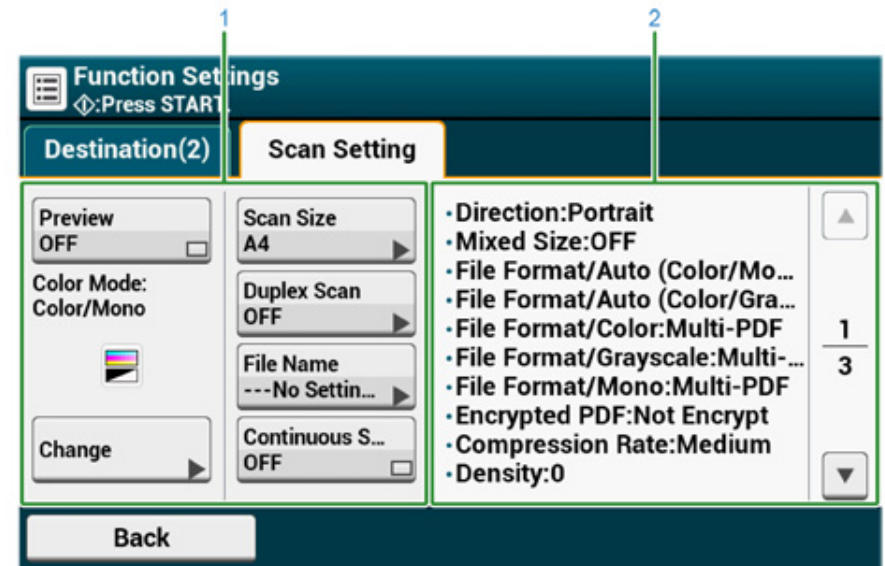 1 2
Function Settings
:Press START.
Destination(2) Scan Setting
Preview
OFF
Color Mode:
Color/Mono
Change
Scan Size
A4
Duplex Scan
OFF
File Name
---No Settin...
Continuous S...
OFF
·Direction:Portrait
·Mixed Size:OFF
·File Format/Auto (Color/Mo...
·File Format/Auto (Color/Gra...
·File Format/Color:Multi-PDF
·File Format/Grayscale:Multi-...
·File Format/Mono:Multi-PDF
·Encrypted PDF:Not Encrypt
·Compression Rate:Medium
·Density:0
1
3
Back